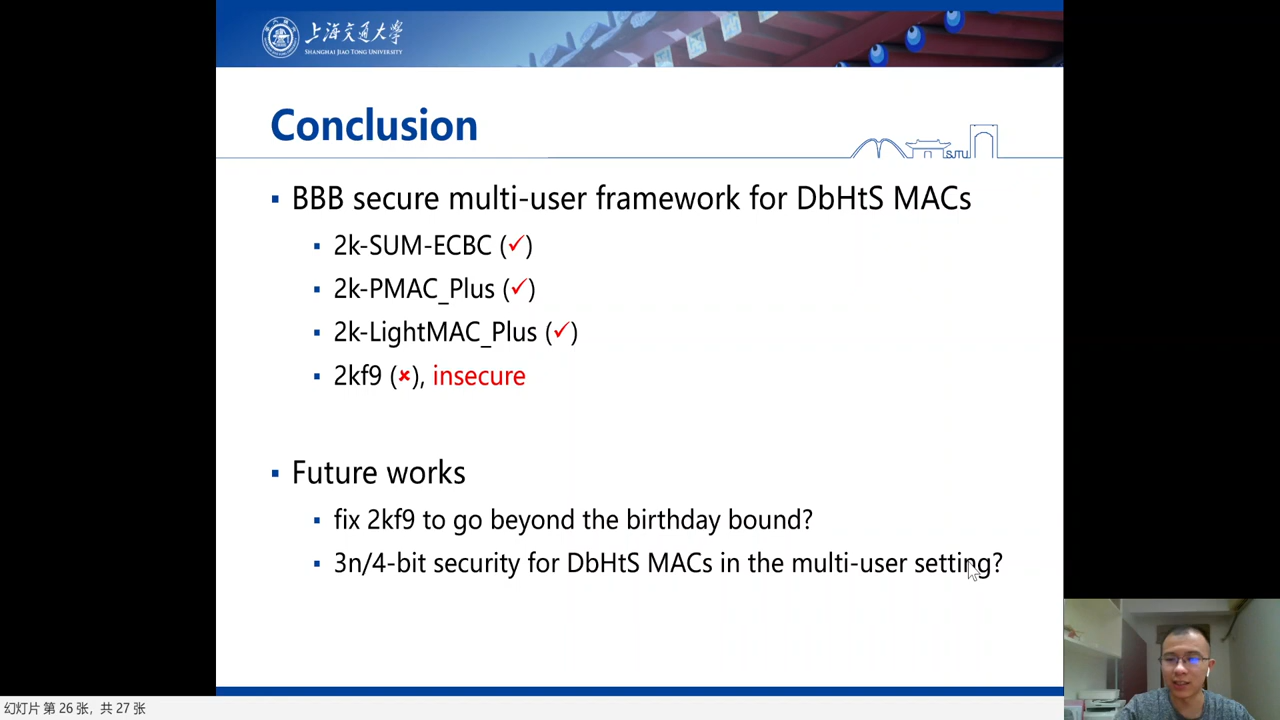 上海交通大学
SHANGHAI JIAO TONG UNIVERSITY
Conclusion
▪ BBB secure multi-user framework for DbHtS MACs
▪ 2k-SUM-ECBC (✓)
▪ 2k-PMAC_Plus (✓)
▪ 2k-LightMAC_Plus (✓)
▪ 2kf9 (×), insecure
▪ Future works
▪ fix 2kf9 to go beyond the birthday bound?
▪ 3n/4-bit security for DbHtS MACs in the multi-user setting?
幻灯片 第 26 张，共 27 张